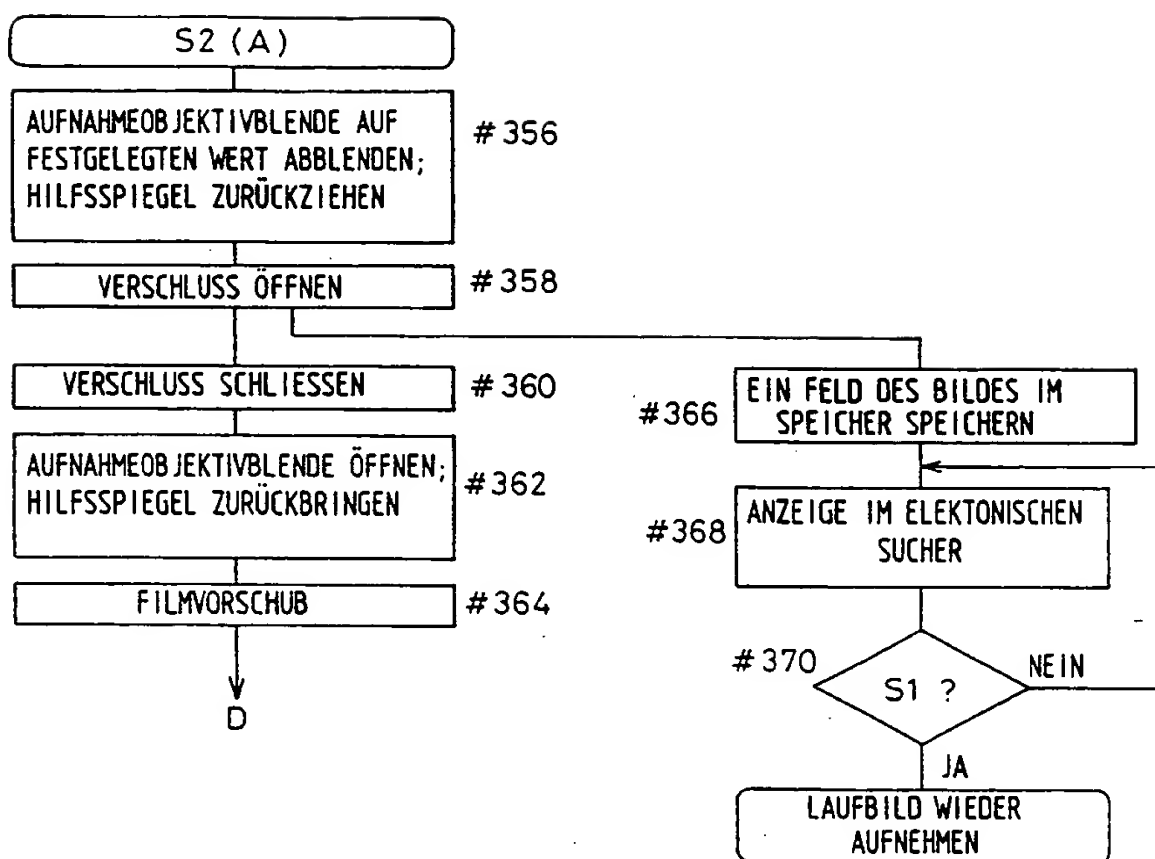 S2 (A)
AUFNAHMEOBJEKTIVBLENDE AUF
FESTGELEGTEN WERT ABBLENDEN;
HILFSSPIEGEL ZURÜCKZIEHEN
#356
VERSCHLUSS ÖFFNEN
#358
VERSCHLUSS SCHLIESSEN
#360
AUFNAHMEOBJEKTIVBLENDE ÖFFNEN;
HILFSSPIEGEL ZURÜCKBRINGEN
#362
FILMVORSCHUB
#364
D
#366
EIN FELD DES BILDES IM
SPEICHER SPEICHERN
#368
ANZEIGE IM ELEKTONISCHEN
SUCHER
#370
S1 ?
NEIN
JA
LAUFBILD WIEDER
AUFNEHMEN